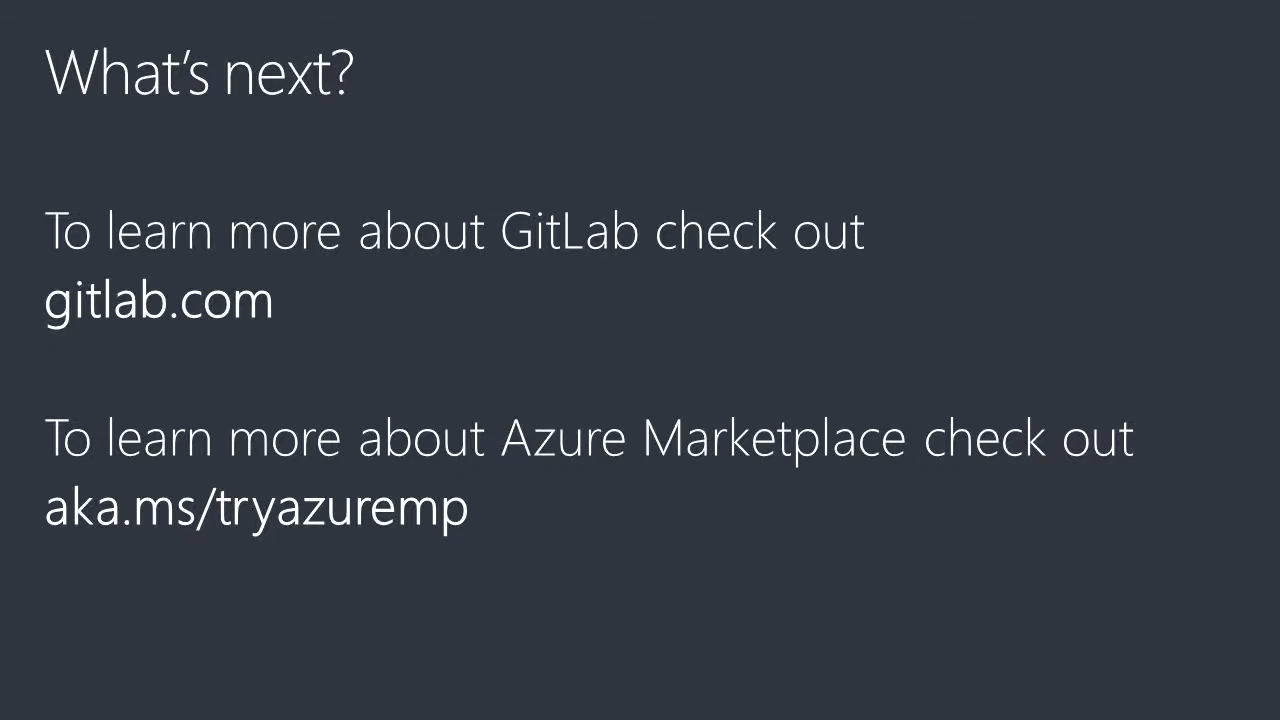 What's next?
To learn more about GitLab check out
gitlab.com
To learn more about Azure Marketplace check out
aka.ms/tryazuremp